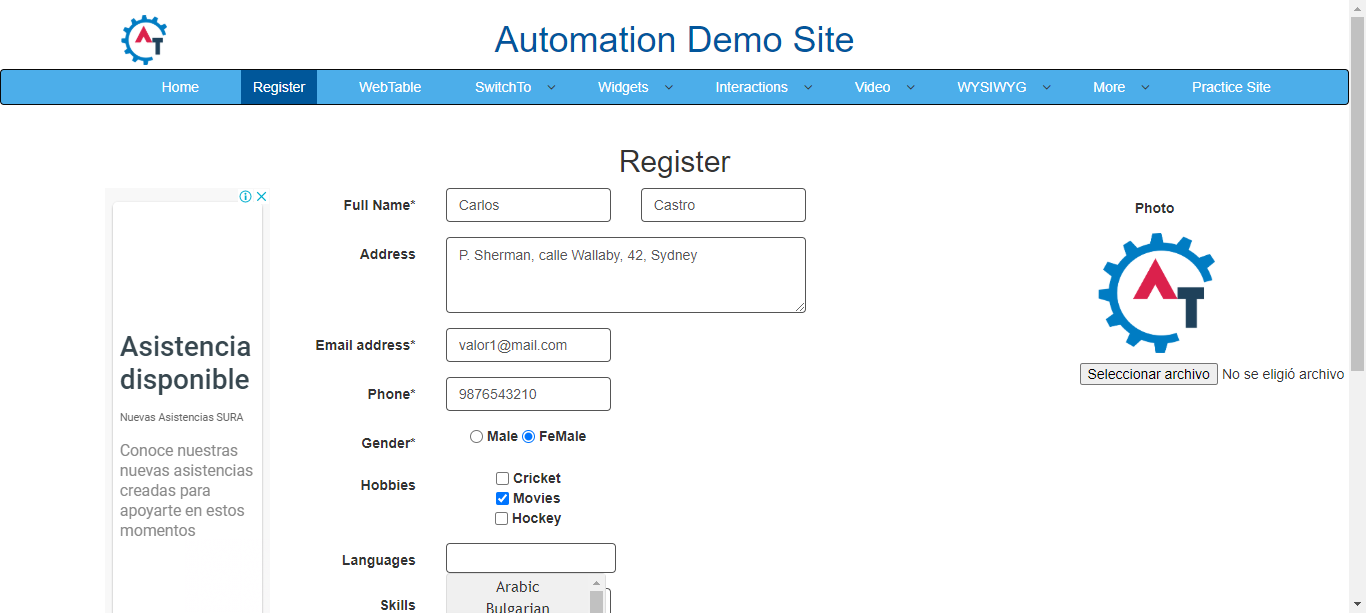 AT
Automation Demo Site
Home Register WebTable SwitchTo Widgets Interactions Video WYSIWYG More Practice Site
Register
Full Name* Carlos Castro
Address P. Sherman, calle Wallaby, 42, Sydney
Email address* valor1@mail.com
Phone* 9876543210
Gender* Male FeMale
Hobbies Cricket
Movies
Hockey
Languages
Arabic
Bulgarian
Skills
Photo
AT
Seleccionar archivo No se eligió archivo
Asistencia
disponible
Nuevas Asistencias SURA
Conoce nuestras
nuevas asistencias
creadas para
apoyarte en estos
momentos